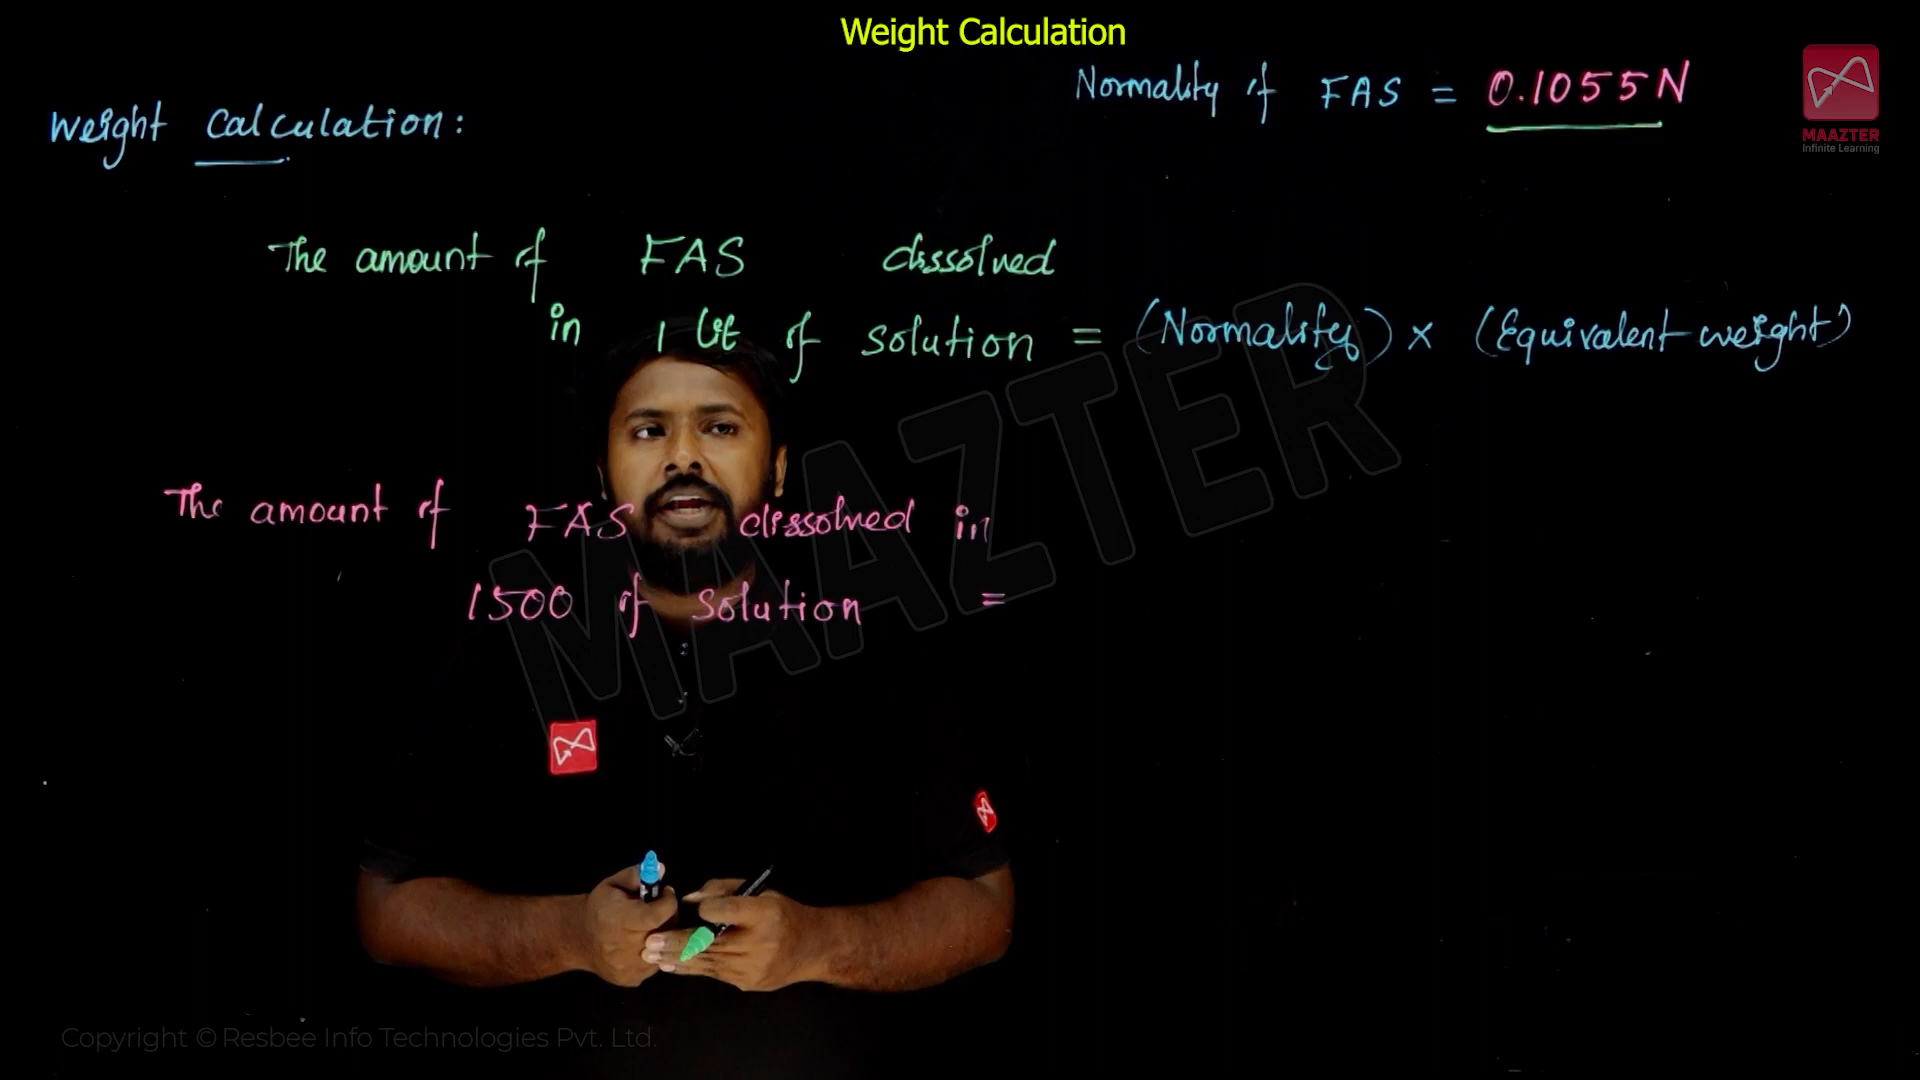 Weight Calculation
Normality of FAS = 0.1055N
Weight Calculation:
MAAZTER
Infinite Learning
The amount of FAS dissolved
in 1 lit of solution = (Normality) × (Equivalent weight)
The amount of FAS dissolved in
1500 of solution =
MAAZTER
Copyright © Resbee Info Technologies Pvt. Ltd.